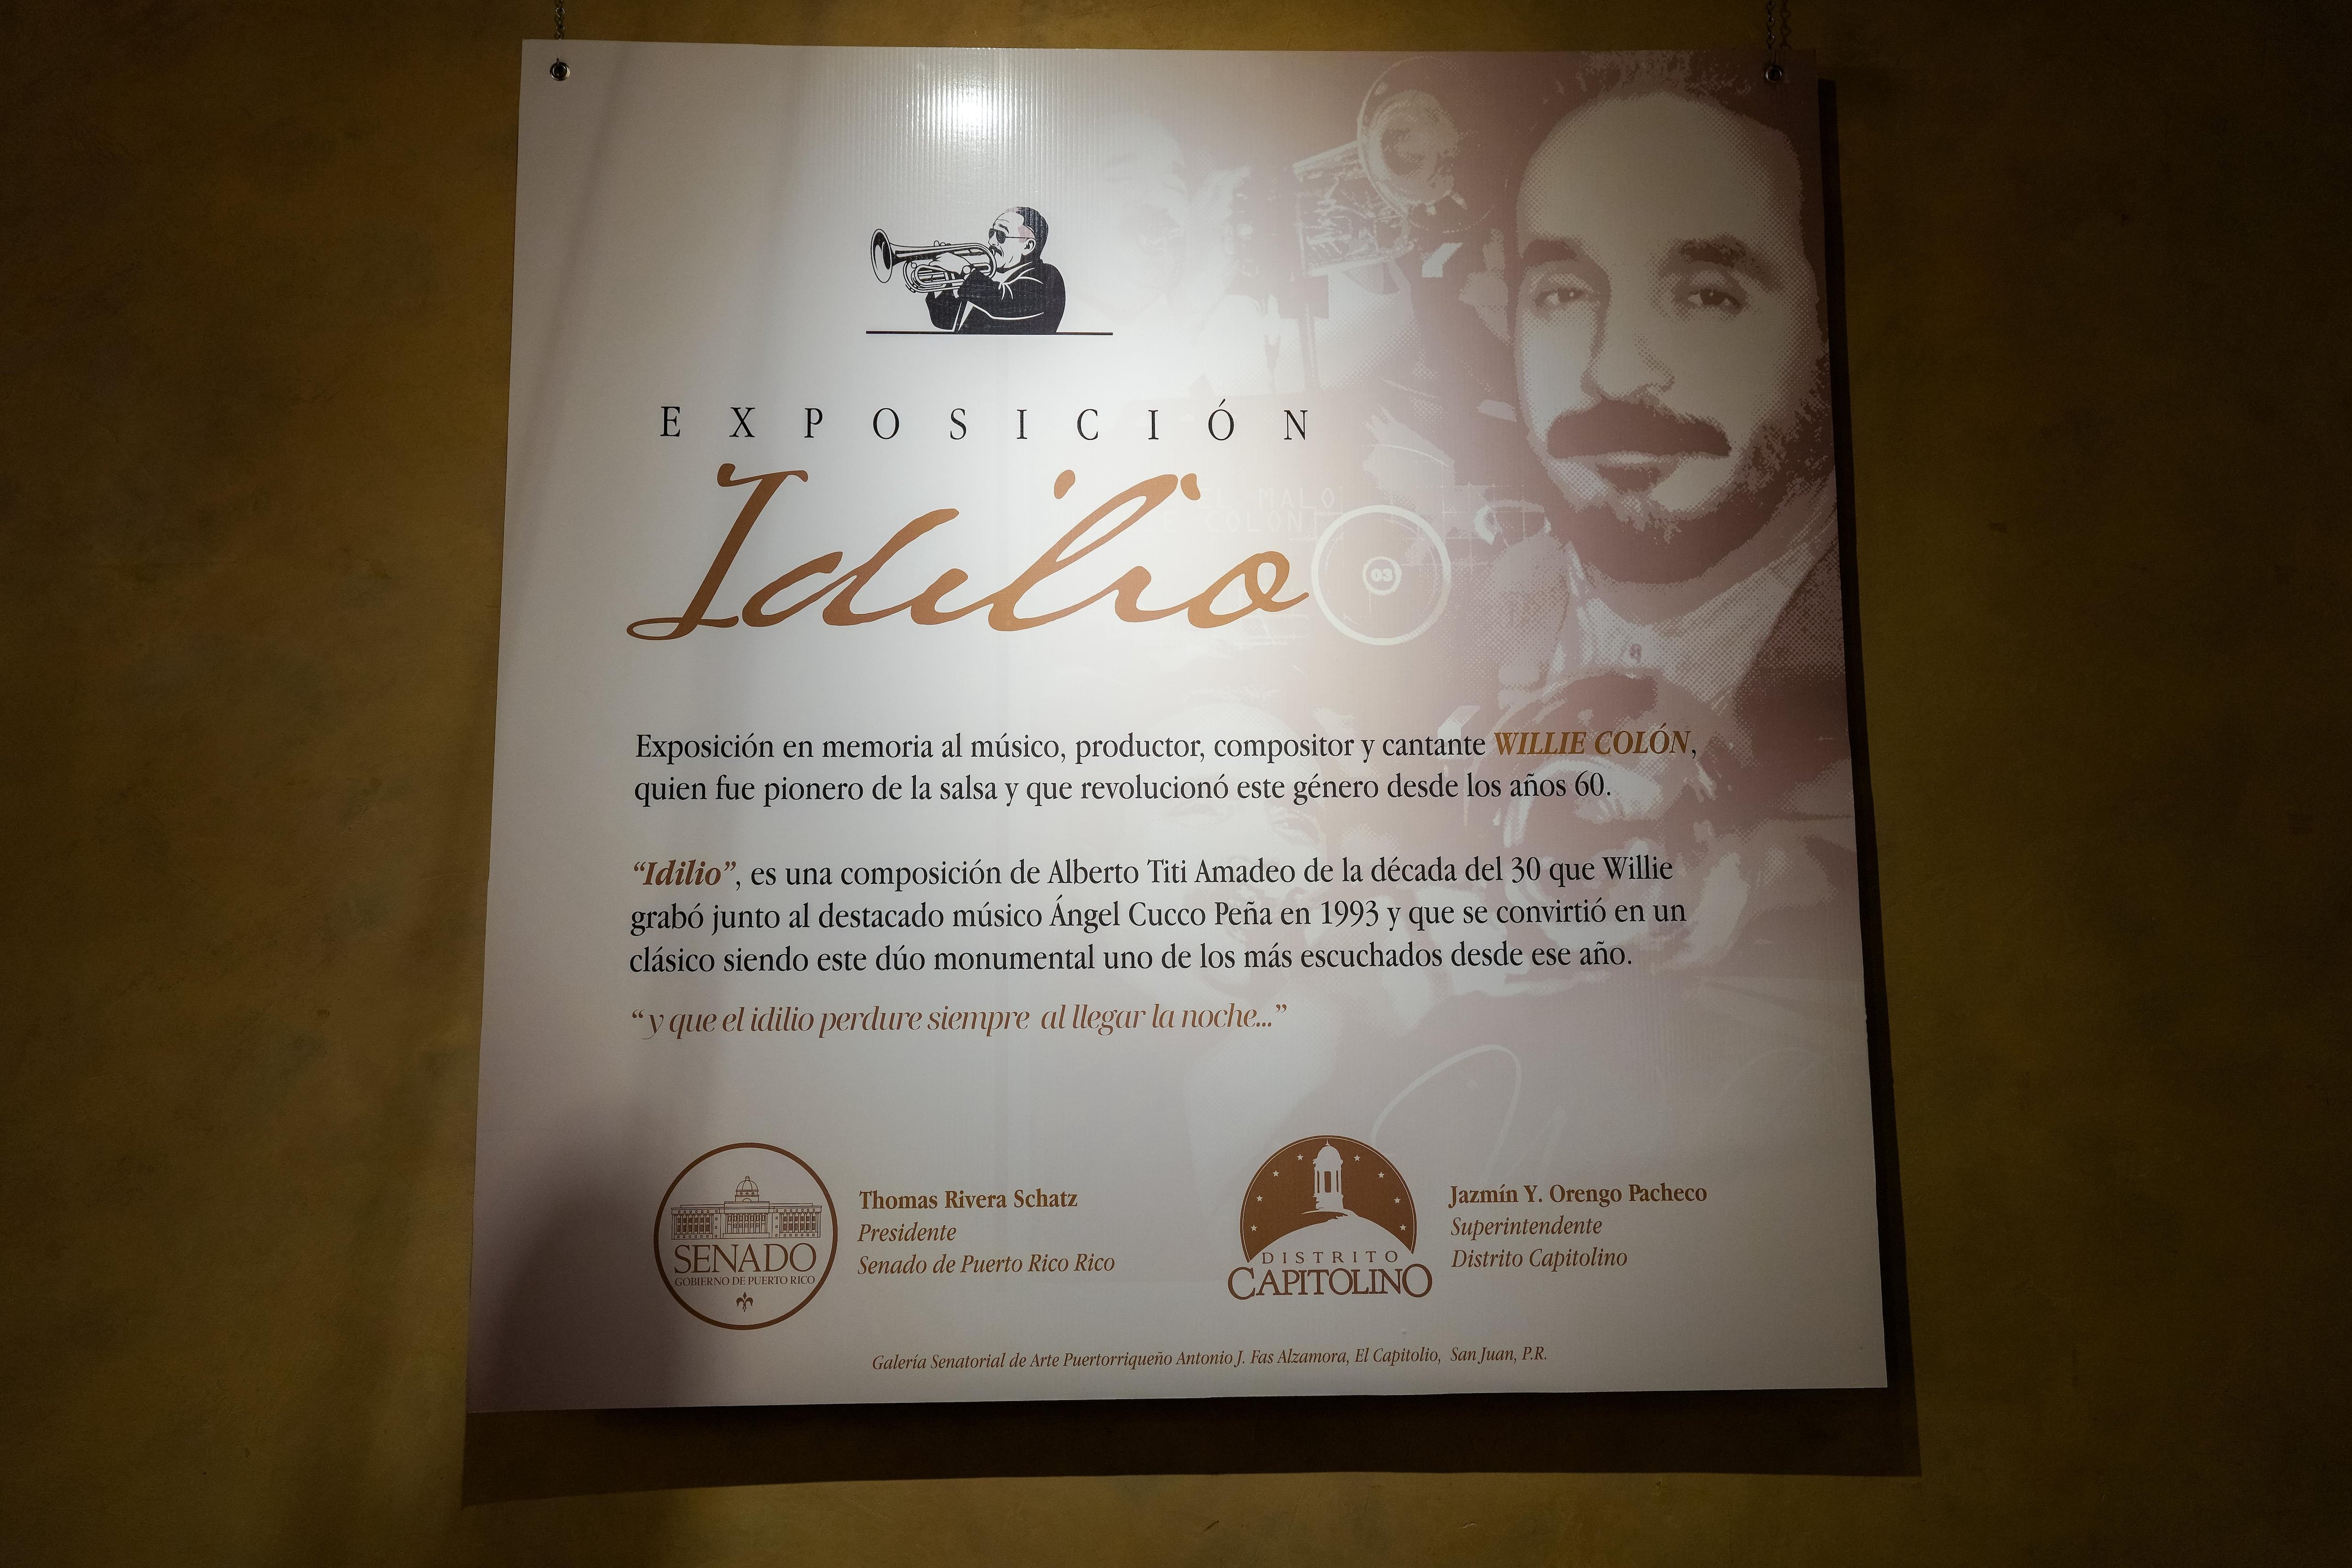 EXPOSICIÓN
Idilio
EL MALO
E COLON
03
Exposición en memoria al músico, productor, compositor y cantante WILLIE COLÓN,
quien fue pionero de la salsa y que revolucionó este género desde los años 60.
“Idilio”, es una composición de Alberto Titi Amadeo de la década del 30 que Willie
grabó junto al destacado músico Ángel Cucco Peña en 1993 y que se convirtió en un
clásico siendo este dúo monumental uno de los más escuchados desde ese año.
“ y que el idilio perdure siempre al llegar la noche...”
SENADO
GOBIERNO DE PUERTO RICO
Thomas Rivera Schatz
Presidente
Senado de Puerto Rico Rico
DISTRITO
CAPITOLINO
Jazmín Y. Orengo Pacheco
Superintendente
Distrito Capitolino
Galería Senatorial de Arte Puertorriqueño Antonio J. Fas Alzamora, El Capitolio, San Juan, P.R.